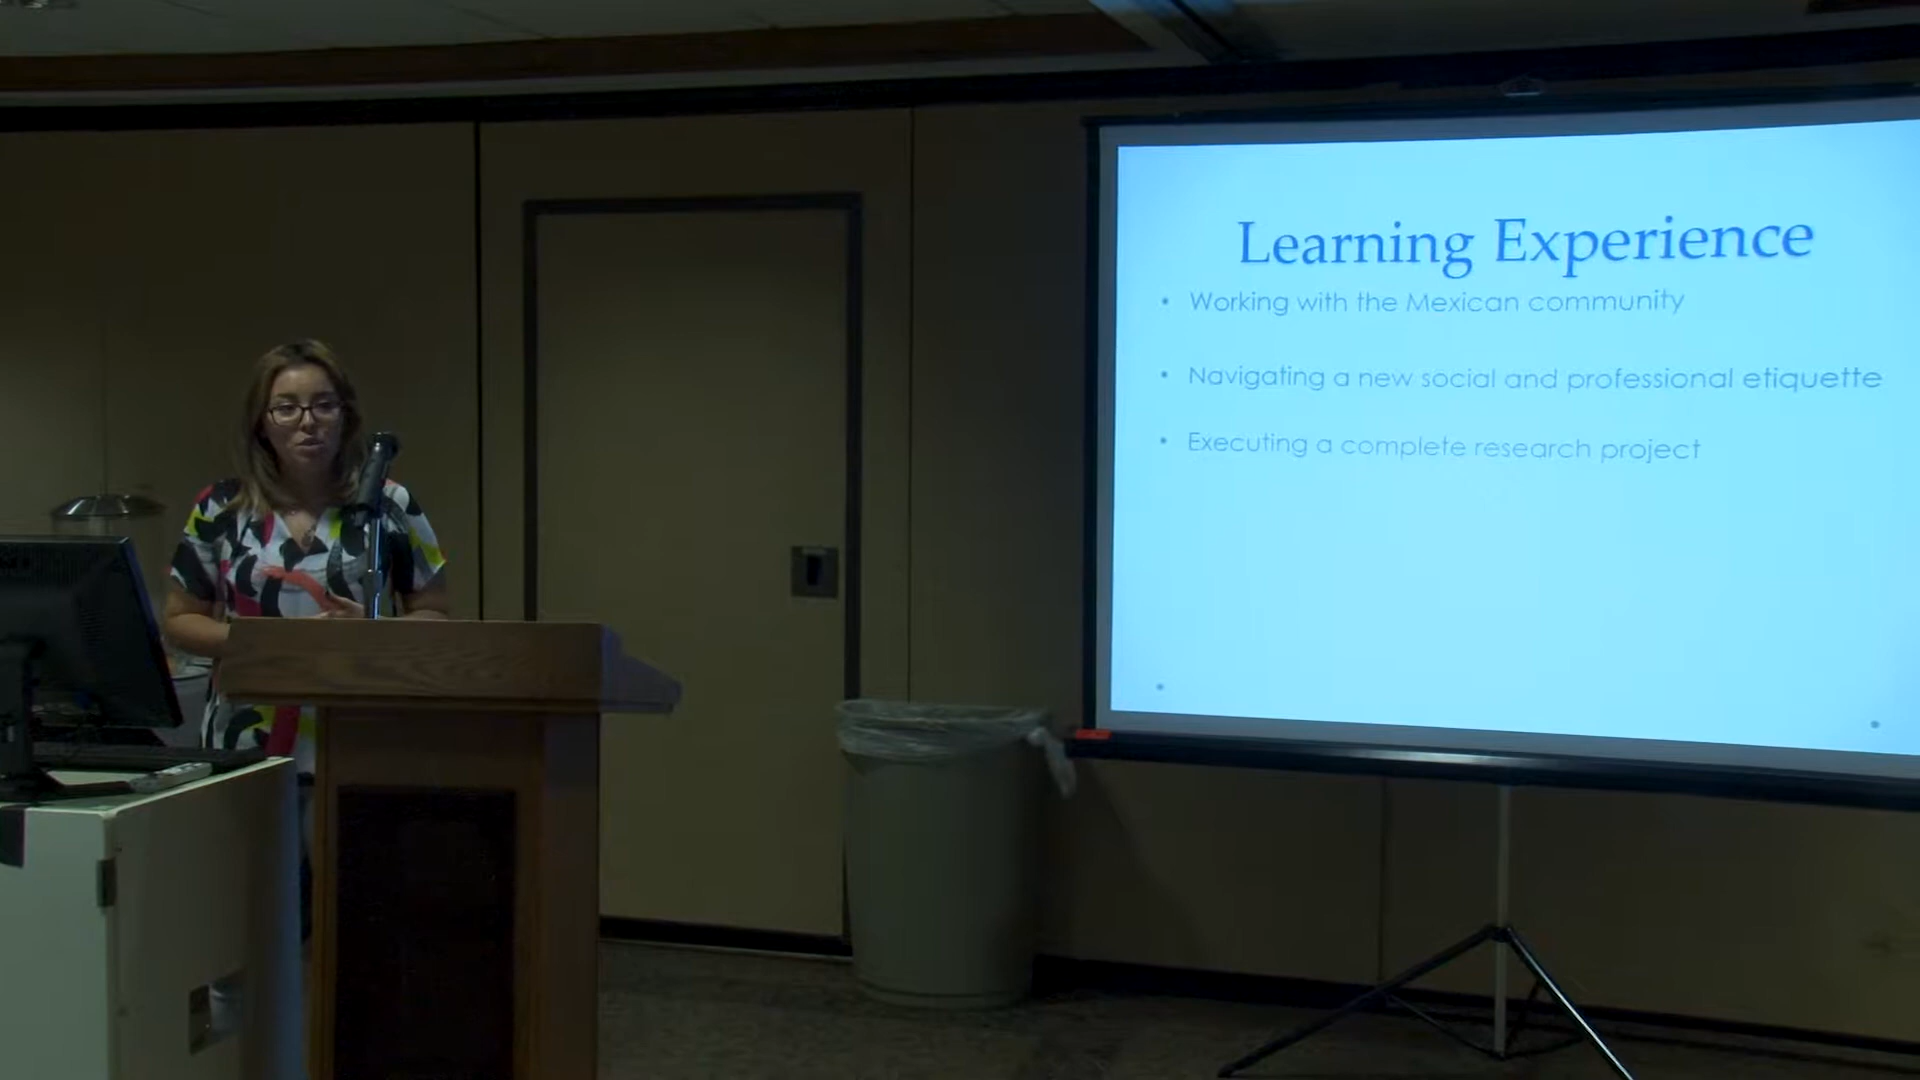 Learning Experience
• Working with the Mexican community
• Navigating a new social and professional etiquette
• Executing a complete research project